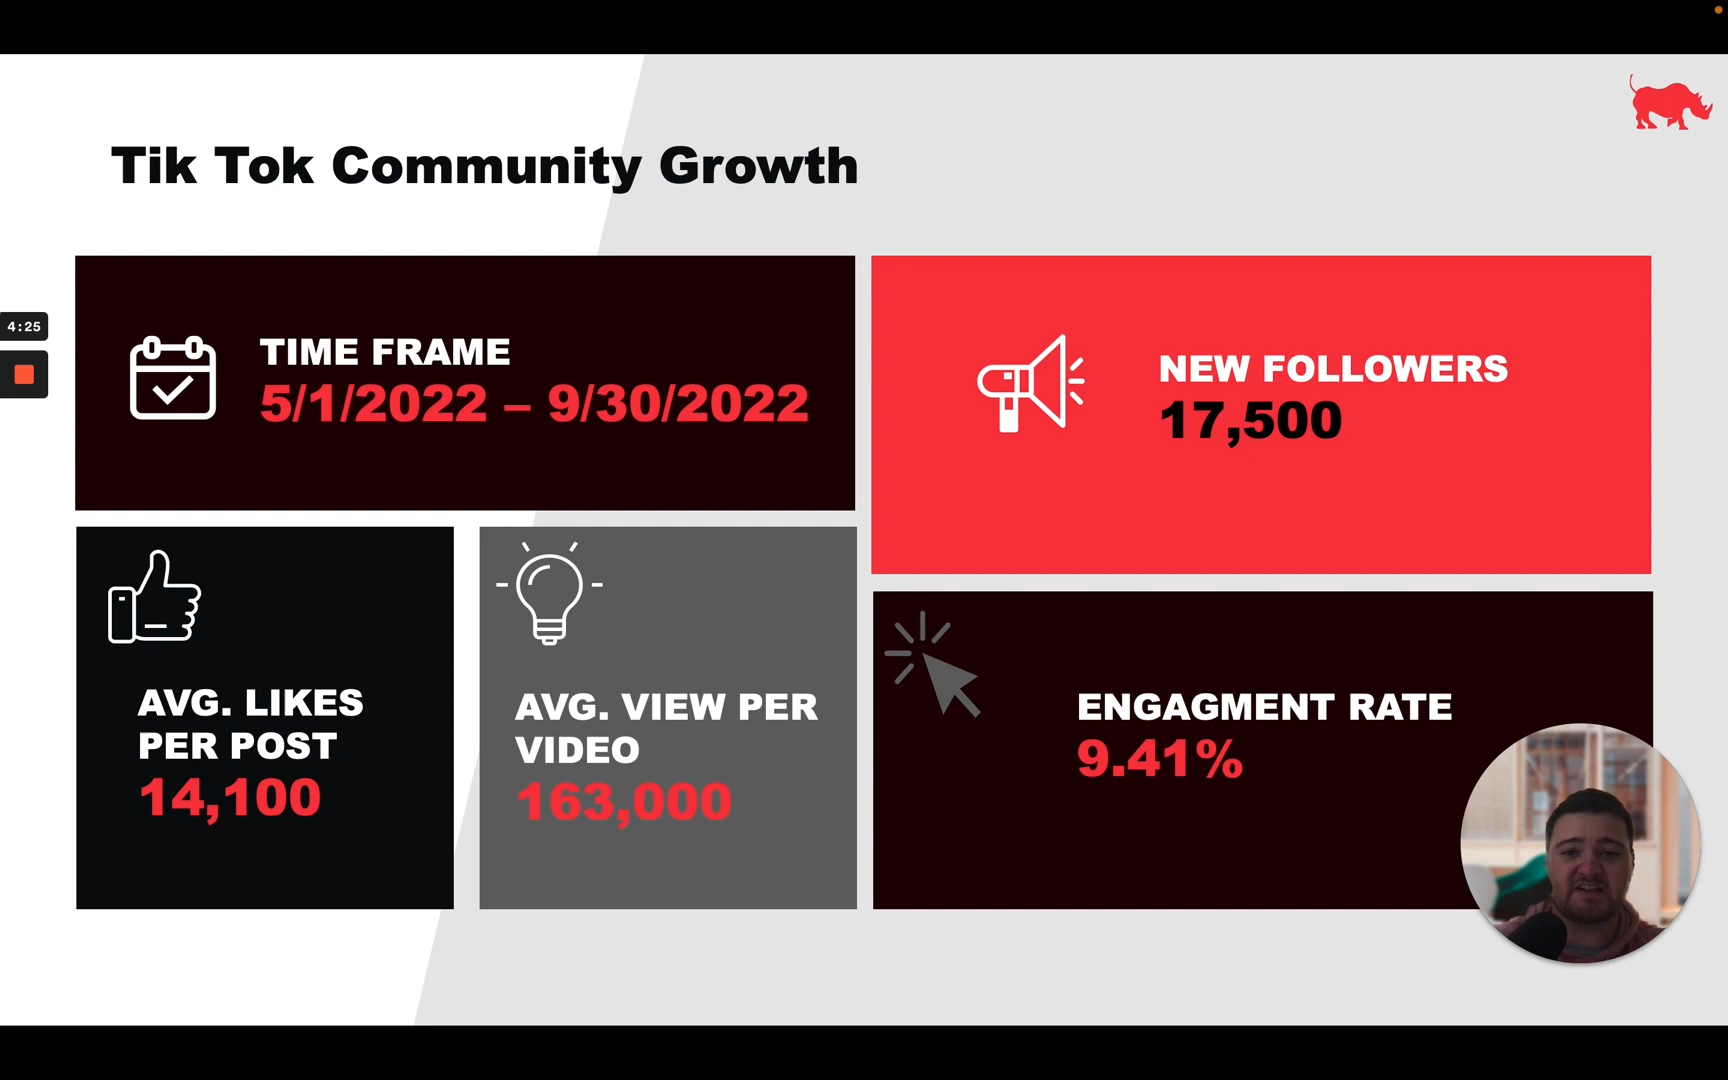 Tik Tok Community Growth
4:25
TIME FRAME
5/1/2022 – 9/30/2022
NEW FOLLOWERS
17,500
AVG. LIKES
PER POST
14,100
AVG. VIEW PER
VIDEO
163,000
ENGAGMENT RATE
9.41%